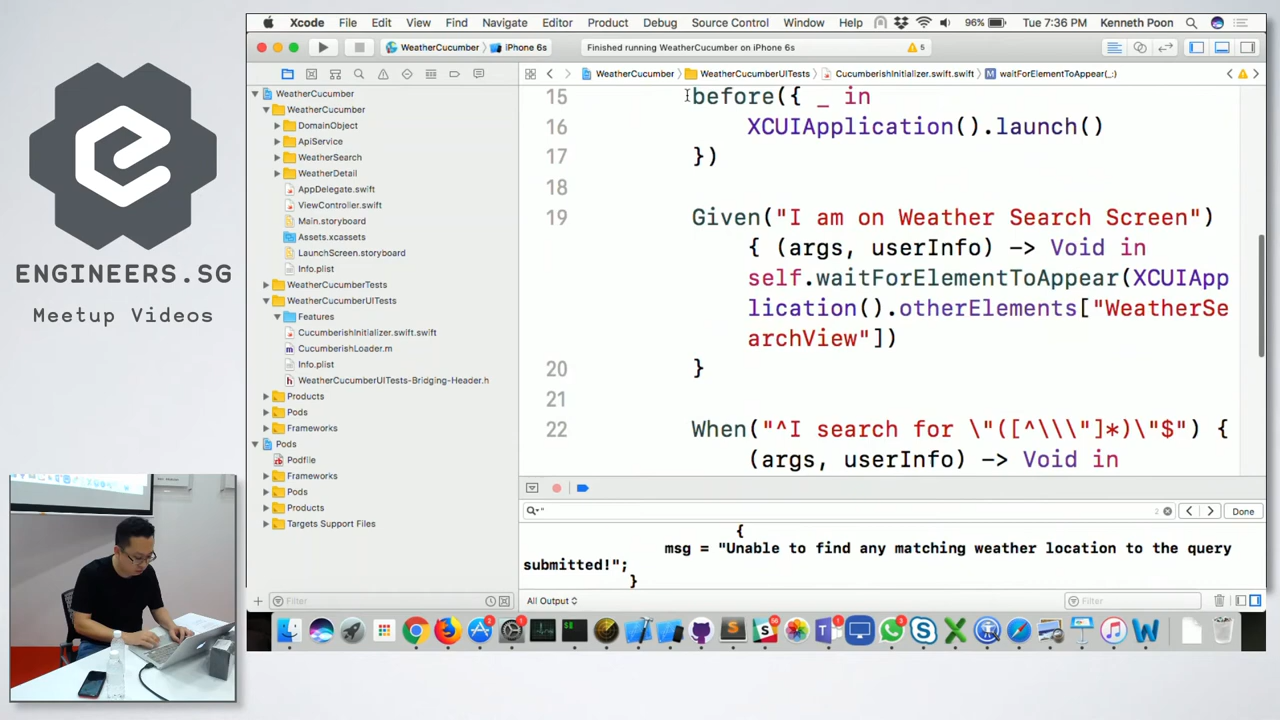 Xcode File Edit View Find Navigate Editor Product Debug Source Control Window Help 96% Tue 7:36 PM Kenneth Poon
WeatherCucumber iPhone 6s Finished running WeatherCucumber on iPhone 6s 5
WeatherCucumber WeatherCucumberUITests CucumberishInitializer.swift.swift waitForElementToAppear(_:)
WeatherCucumber
WeatherCucumber
DomainObject
ApiService
WeatherSearch
WeatherDetail
AppDelegate.swift
ViewController.swift
Main.storyboard
Assets.xcassets
LaunchScreen.storyboard
Info.plist
WeatherCucumberTests
WeatherCucumberUITests
Features
CucumberishInitializer.swift.swift
CucumberishLoader.m
Info.plist
WeatherCucumberUITests-Bridging-Header.h
Products
Pods
Frameworks
Pods
Podfile
Frameworks
Pods
Products
Targets Support Files
Filter
15 before({ _ in
16 XCUIApplication().launch()
17 })
18
19 Given("I am on Weather Search Screen")
{ (args, userInfo) -> Void in
self.waitForElementToAppear(XCUIApp
lication().otherElements["WeatherSe
archView"])
20 }
21
22 When("^I search for \"([^\\\"]*)\"$") {
(args, userInfo) -> Void in
" 2 Done
{
msg = "Unable to find any matching weather location to the query
submitted!";
}
All Output Filter
ENGINEERS.SG
Meetup Videos